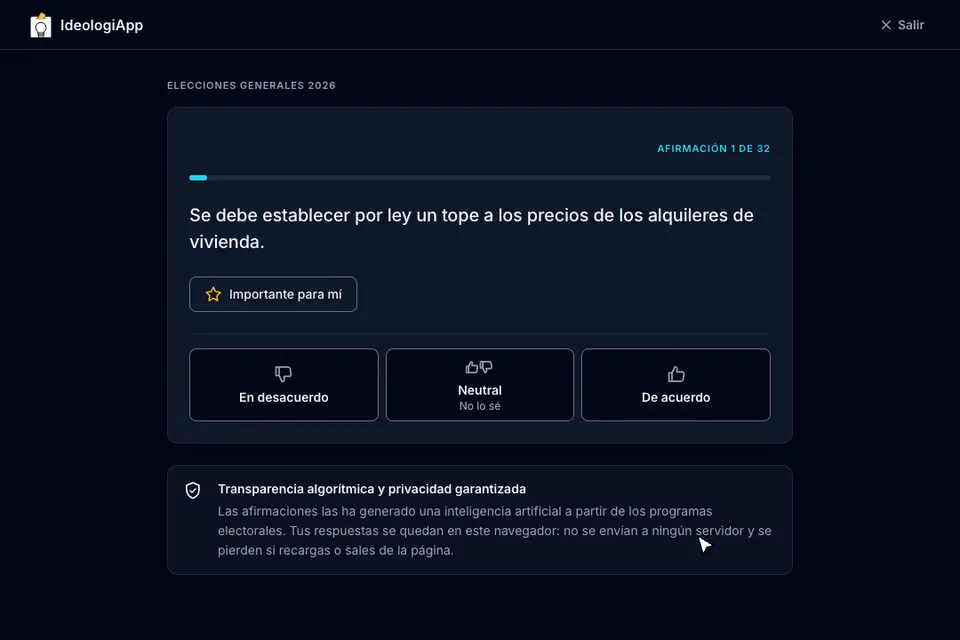 IdeologiApp
Salir
ELECCIONES GENERALES 2026
AFIRMACIÓN 1 DE 32
Se debe establecer por ley un tope a los precios de los alquileres de
vivienda.
Importante para mí
En desacuerdo
Neutral
No lo sé
De acuerdo
Transparencia algorítmica y privacidad garantizada
Las afirmaciones las ha generado una inteligencia artificial a partir de los programas
electorales. Tus respuestas se quedan en este navegador: no se envían a ningún servidor y se
pierden si recargas o sales de la página.